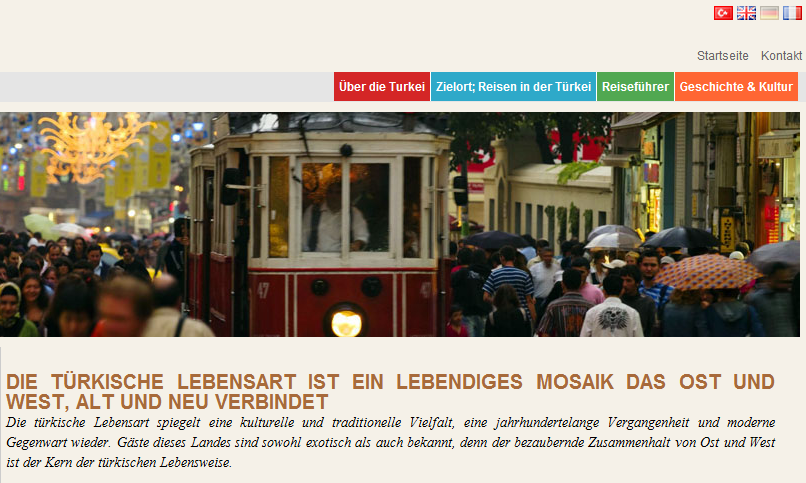 Startseite Kontakt
Über die Turkei Zielort; Reisen in der Türkei Reiseführer Geschichte & Kultur
47 47
DIE TÜRKISCHE LEBENSART IST EIN LEBENDIGES MOSAIK DAS OST UND
WEST, ALT UND NEU VERBINDET
Die türkische Lebensart spiegelt eine kulturelle und traditionelle Vielfalt, eine jahrhundertelange Vergangenheit und moderne
Gegenwart wieder. Gäste dieses Landes sind sowohl exotisch als auch bekannt, denn der bezaubernde Zusammenhalt von Ost und West
ist der Kern der türkischen Lebensweise.